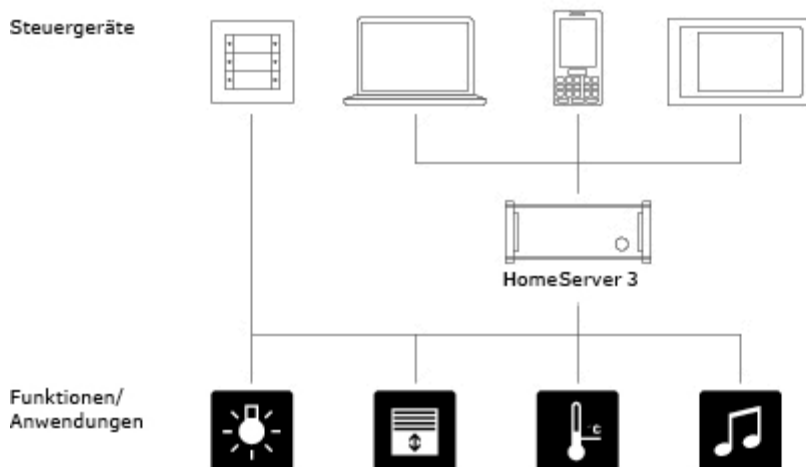 Steuergeräte
HomeServer 3
°C
Funktionen/
Anwendungen